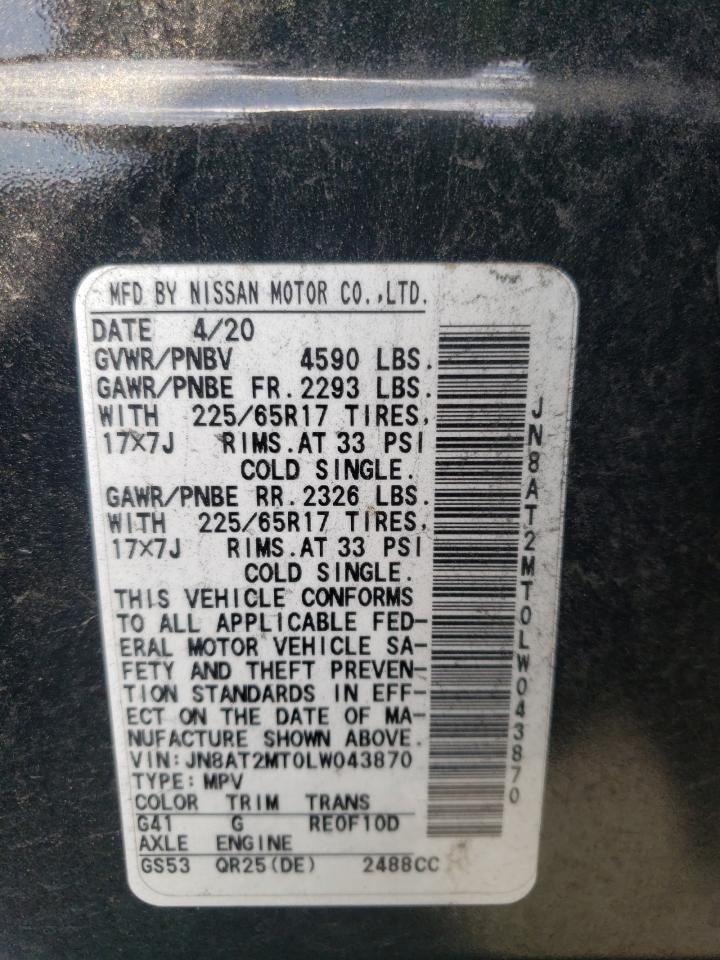 MFD BY NISSAN MOTOR CO.,LTD.
DATE 4/20
GVWR/PNBV 4590 LBS.
GAWR/PNBE FR.2293 LBS.
WITH 225/65R17 TIRES,
17×7J RIMS.AT 33 PSI
COLD SINGLE.
GAWR/PNBE RR.2326 LBS.
WITH 225/65R17 TIRES,
17×7J RIMS.AT 33 PSI
COLD SINGLE.
THIS VEHICLE CONFORMS
TO ALL APPLICABLE FED-
ERAL MOTOR VEHICLE SA-
FETY AND THEFT PREVEN-
TION STANDARDS IN EFF-
ECT ON THE DATE OF MA-
NUFACTURE SHOWN ABOVE.
VIN:JN8AT2MT0LW043870
TYPE:MPV
COLOR TRIM TRANS
G41 G RE0F10D
AXLE ENGINE
GS53 QR25(DE) 2488CC
JN8AT2MT0LW043870